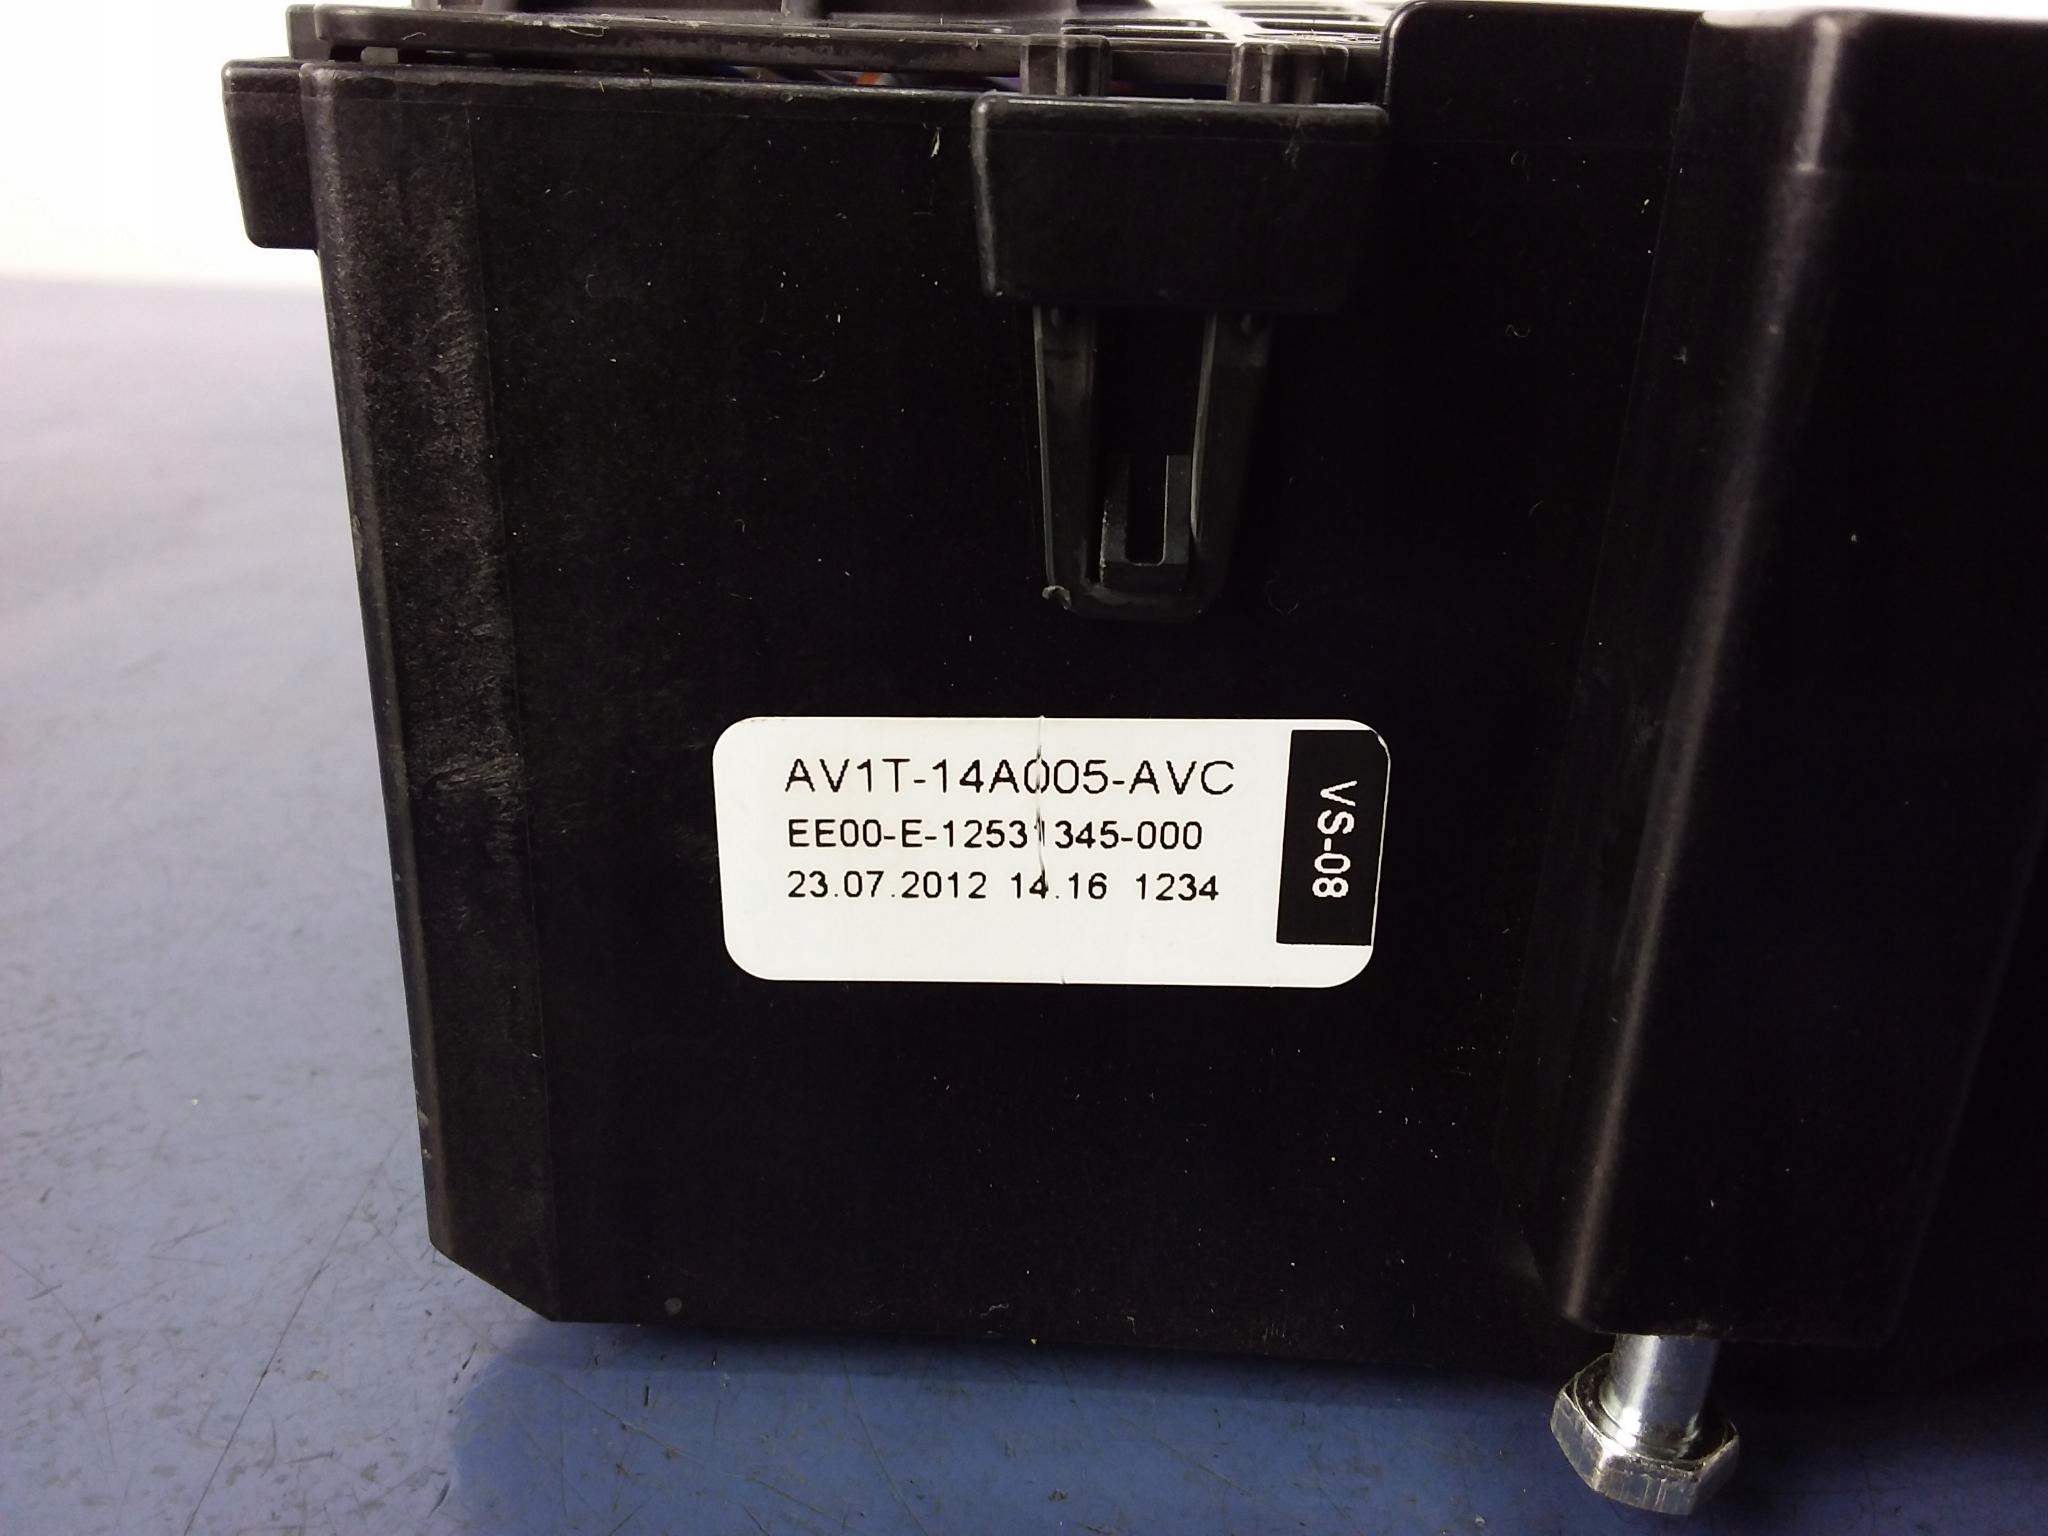 AV1T-14A005-AVC
EE00-E-12531345-000
23.07.2012 14.16 1234
VS-08